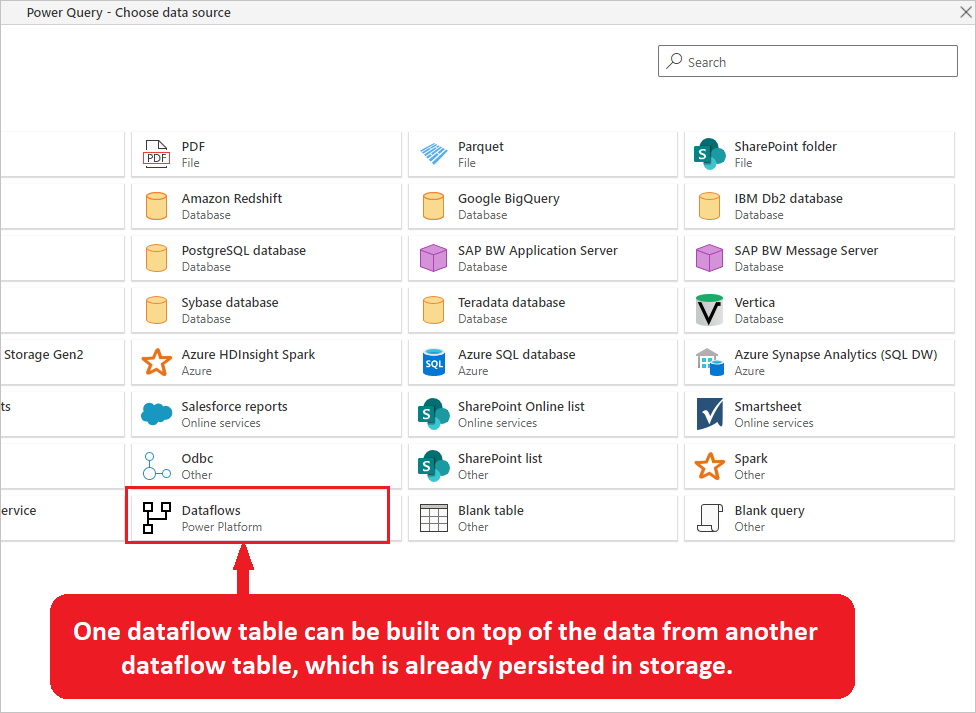 Power Query - Choose data source
Search
PDF
PDF
File
Parquet
File
S
SharePoint folder
File
Amazon Redshift
Database
Google BigQuery
Database
IBM Db2 database
Database
PostgreSQL database
Database
SAP BW Application Server
Database
SAP BW Message Server
Database
Sybase database
Database
Teradata database
Database
Vertica
Database
Storage Gen2
Azure HDInsight Spark
Azure
SQL
Azure SQL database
Azure
Azure Synapse Analytics (SQL DW)
Azure
ts
Salesforce reports
Online services
S
SharePoint Online list
Online services
Smartsheet
Online services
Odbc
Other
S
SharePoint list
Other
Spark
Other
ervice
Dataflows
Power Platform
Blank table
Other
Blank query
Other
One dataflow table can be built on top of the data from another
dataflow table, which is already persisted in storage.